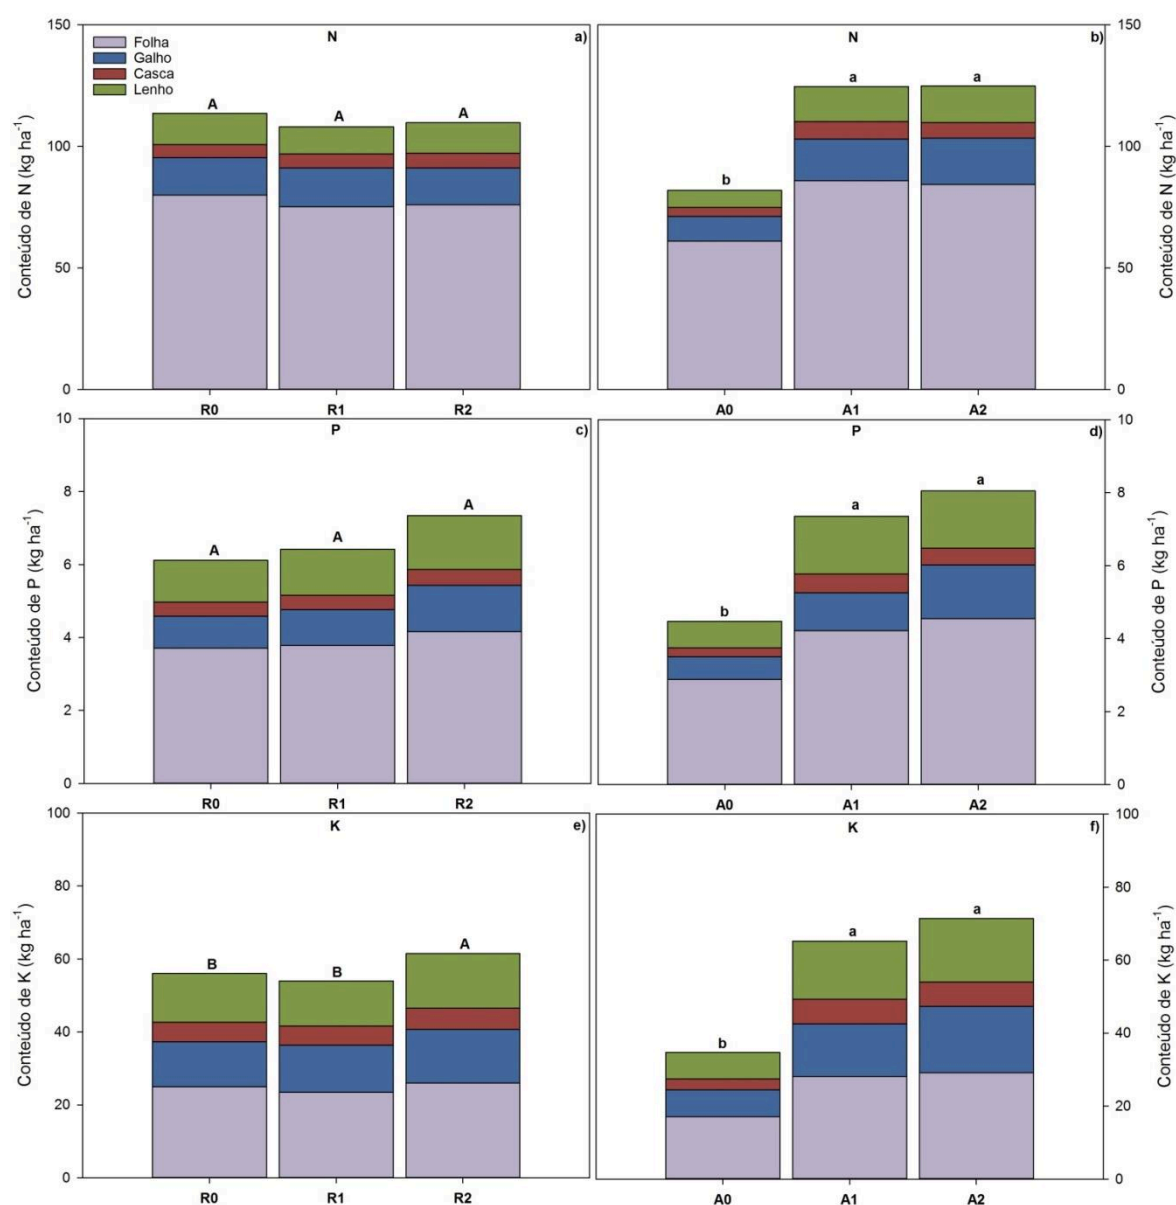 N
a)
Folha
Galho
Casca
Lenho
A
A
A
150
100
50
0
Conteúdo de N (kg ha⁻¹)
R0
R1
R2
N
b)
b
a
a
150
100
50
0
Conteúdo de N (kg ha⁻¹)
A0
A1
A2
P
c)
A
A
A
10
8
6
4
2
0
Conteúdo de P (kg ha⁻¹)
R0
R1
R2
P
d)
b
a
a
10
8
6
4
2
0
Conteúdo de P (kg ha⁻¹)
A0
A1
A2
K
e)
B
B
A
100
80
60
40
20
0
Conteúdo de K (kg ha⁻¹)
R0
R1
R2
K
f)
b
a
a
100
80
60
40
20
0
Conteúdo de K (kg ha⁻¹)
A0
A1
A2